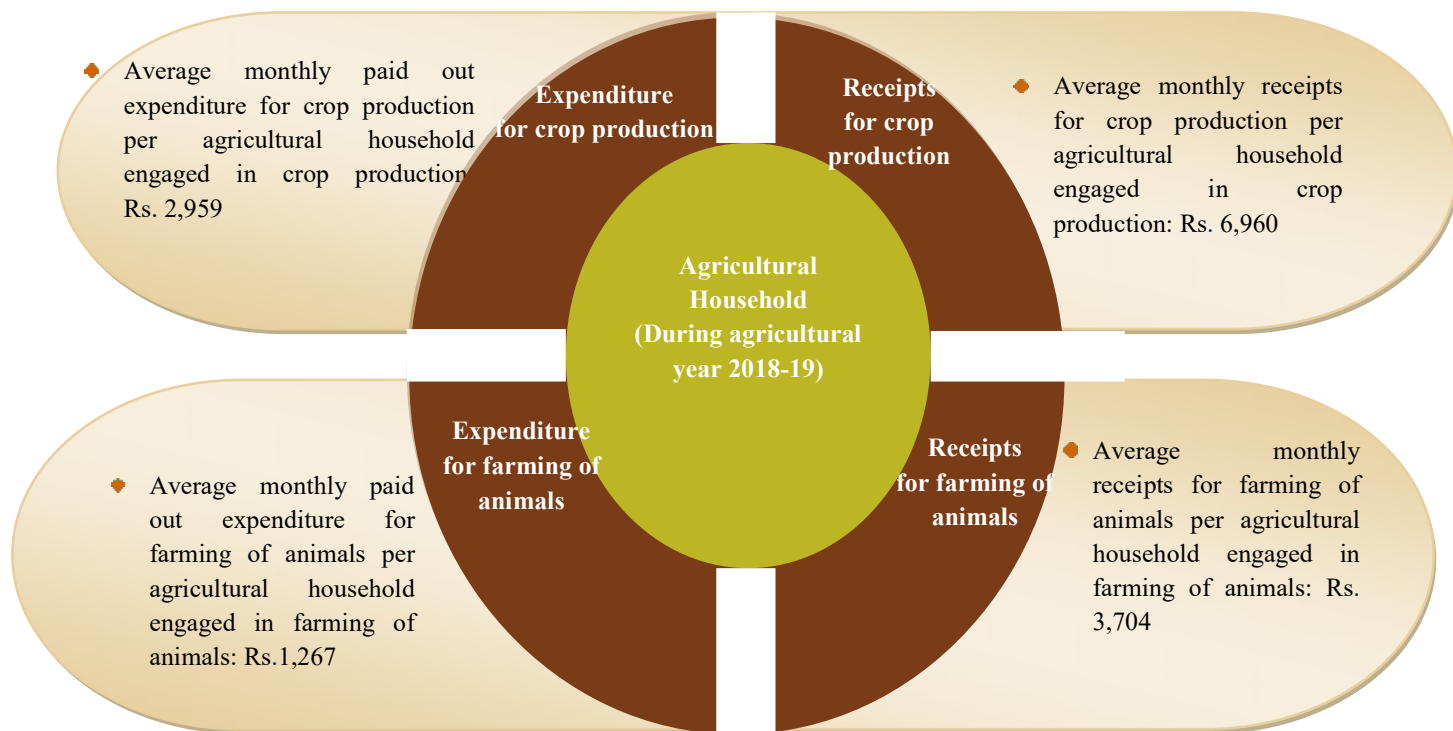 Average monthly paid out
expenditure for crop production
per agricultural household
engaged in crop production
Rs. 2,959
Expenditure
for crop production
Receipts
for crop
production
Average monthly receipts
for crop production per
agricultural household
engaged in crop
production: Rs. 6,960
Agricultural
Household
(During agricultural
year 2018-19)
Average monthly paid
out expenditure for
farming of animals per
agricultural household
engaged in farming of
animals: Rs.1,267
Expenditure
for farming of
animals
Receipts
for farming of
animals
Average monthly
receipts for farming of
animals per agricultural
household engaged in
farming of animals: Rs.
3,704